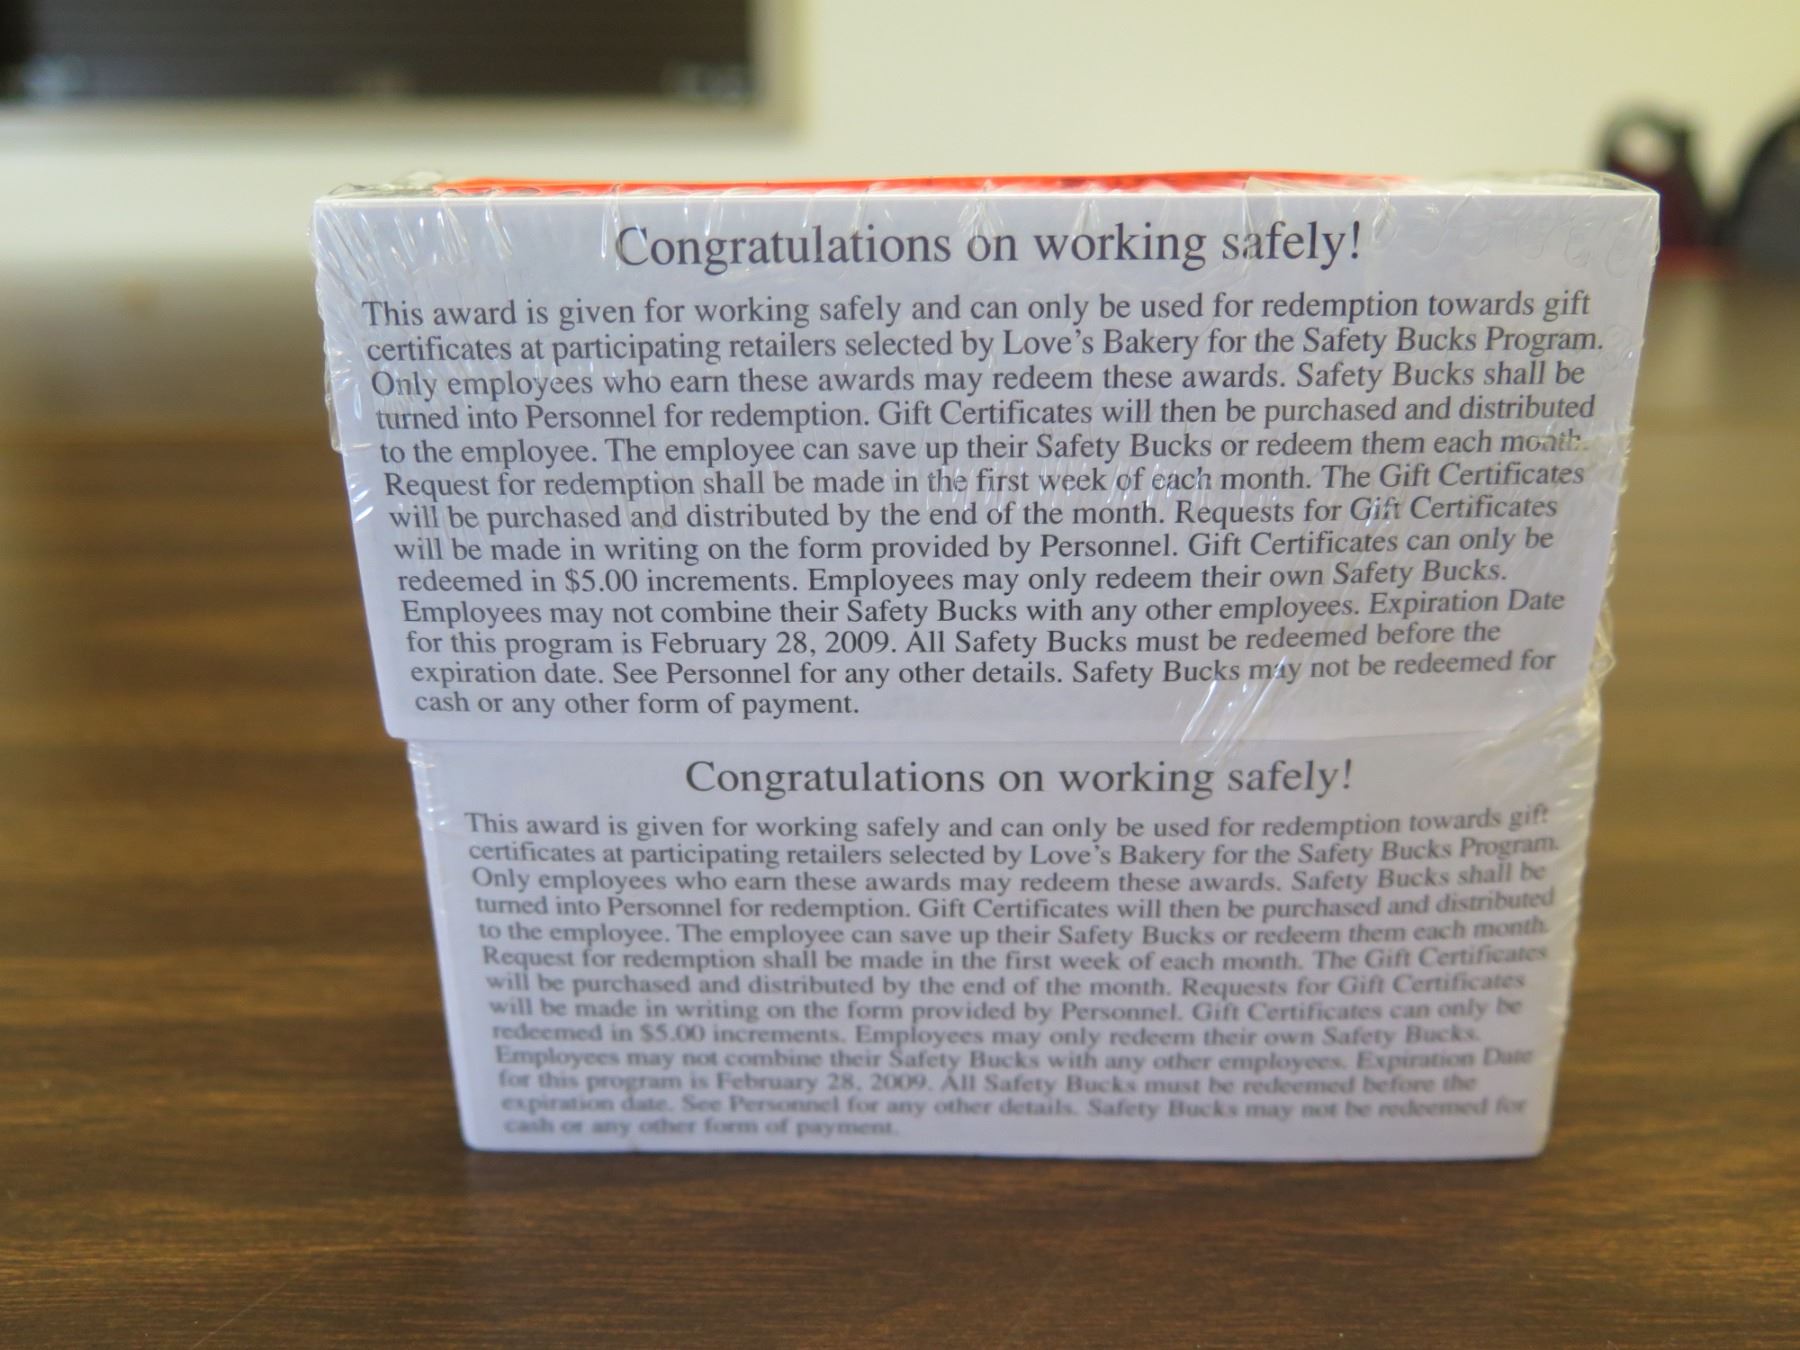 Congratulations on working safely!
This award is given for working safely and can only be used for redemption towards gift
certificates at participating retailers selected by Love's Bakery for the Safety Bucks Program.
Only employees who earn these awards may redeem these awards. Safety Bucks shall be
turned into Personnel for redemption. Gift Certificates will then be purchased and distributed
to the employee. The employee can save up their Safety Bucks or redeem them each month.
Request for redemption shall be made in the first week of each month. The Gift Certificates
will be purchased and distributed by the end of the month. Requests for Gift Certificates
will be made in writing on the form provided by Personnel. Gift Certificates can only be
redeemed in $5.00 increments. Employees may only redeem their own Safety Bucks.
Employees may not combine their Safety Bucks with any other employees. Expiration Date
for this program is February 28, 2009. All Safety Bucks must be redeemed before the
expiration date. See Personnel for any other details. Safety Bucks may not be redeemed for
cash or any other form of payment.
Congratulations on working safely!
This award is given for working safely and can only be used for redemption towards gift
certificates at participating retailers selected by Love's Bakery for the Safety Bucks Program.
Only employees who earn these awards may redeem these awards. Safety Bucks shall be
turned into Personnel for redemption. Gift Certificates will then be purchased and distributed
to the employee. The employee can save up their Safety Bucks or redeem them each month.
Request for redemption shall be made in the first week of each month. The Gift Certificates
will be purchased and distributed by the end of the month. Requests for Gift Certificates
will be made in writing on the form provided by Personnel. Gift Certificates can only be
redeemed in $5.00 increments. Employees may only redeem their own Safety Bucks.
Employees may not combine their Safety Bucks with any other employees. Expiration Date
for this program is February 28, 2009. All Safety Bucks must be redeemed before the
expiration date. See Personnel for any other details. Safety Bucks may not be redeemed for
cash or any other form of payment.